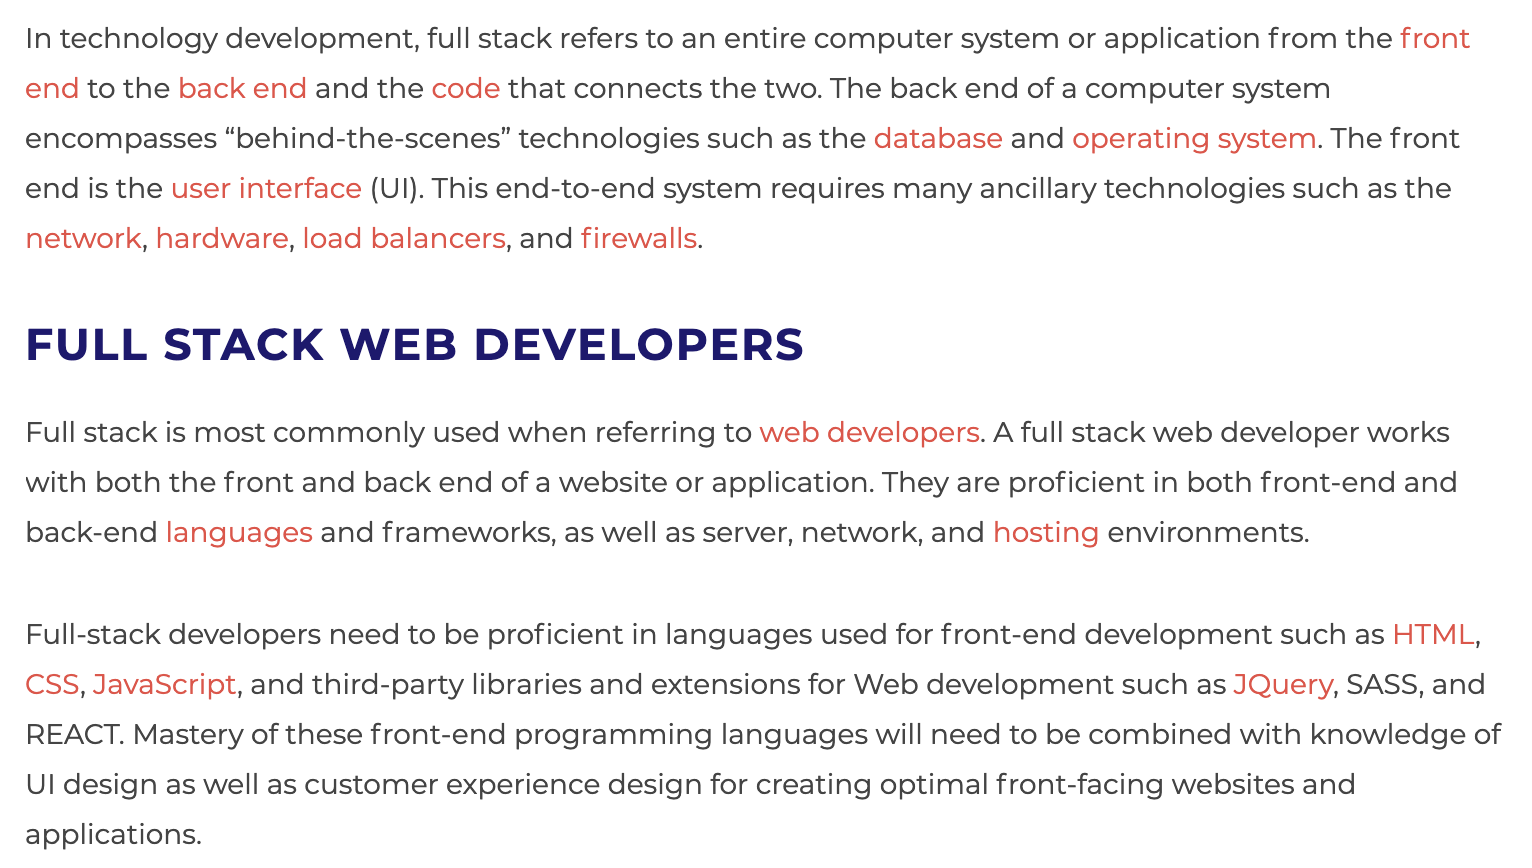 In technology development, full stack refers to an entire computer system or application from the front
end to the back end and the code that connects the two. The back end of a computer system
encompasses “behind-the-scenes” technologies such as the database and operating system. The front
end is the user interface (UI). This end-to-end system requires many ancillary technologies such as the
network, hardware, load balancers, and firewalls.
FULL STACK WEB DEVELOPERS
Full stack is most commonly used when referring to web developers. A full stack web developer works
with both the front and back end of a website or application. They are proficient in both front-end and
back-end languages and frameworks, as well as server, network, and hosting environments.
Full-stack developers need to be proficient in languages used for front-end development such as HTML,
CSS, JavaScript, and third-party libraries and extensions for Web development such as JQuery, SASS, and
REACT. Mastery of these front-end programming languages will need to be combined with knowledge of
UI design as well as customer experience design for creating optimal front-facing websites and
applications.